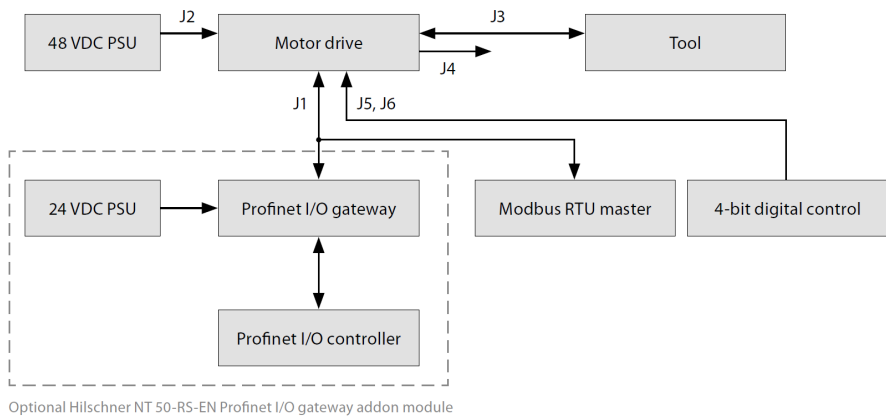 J2
J3
48 VDC PSU
Motor drive
Tool
J4
J1
J5, J6
24 VDC PSU
Profinet I/O gateway
Modbus RTU master
4-bit digital control
Profinet I/O controller
Optional Hilschner NT 50-RS-EN Profinet I/O gateway addon module